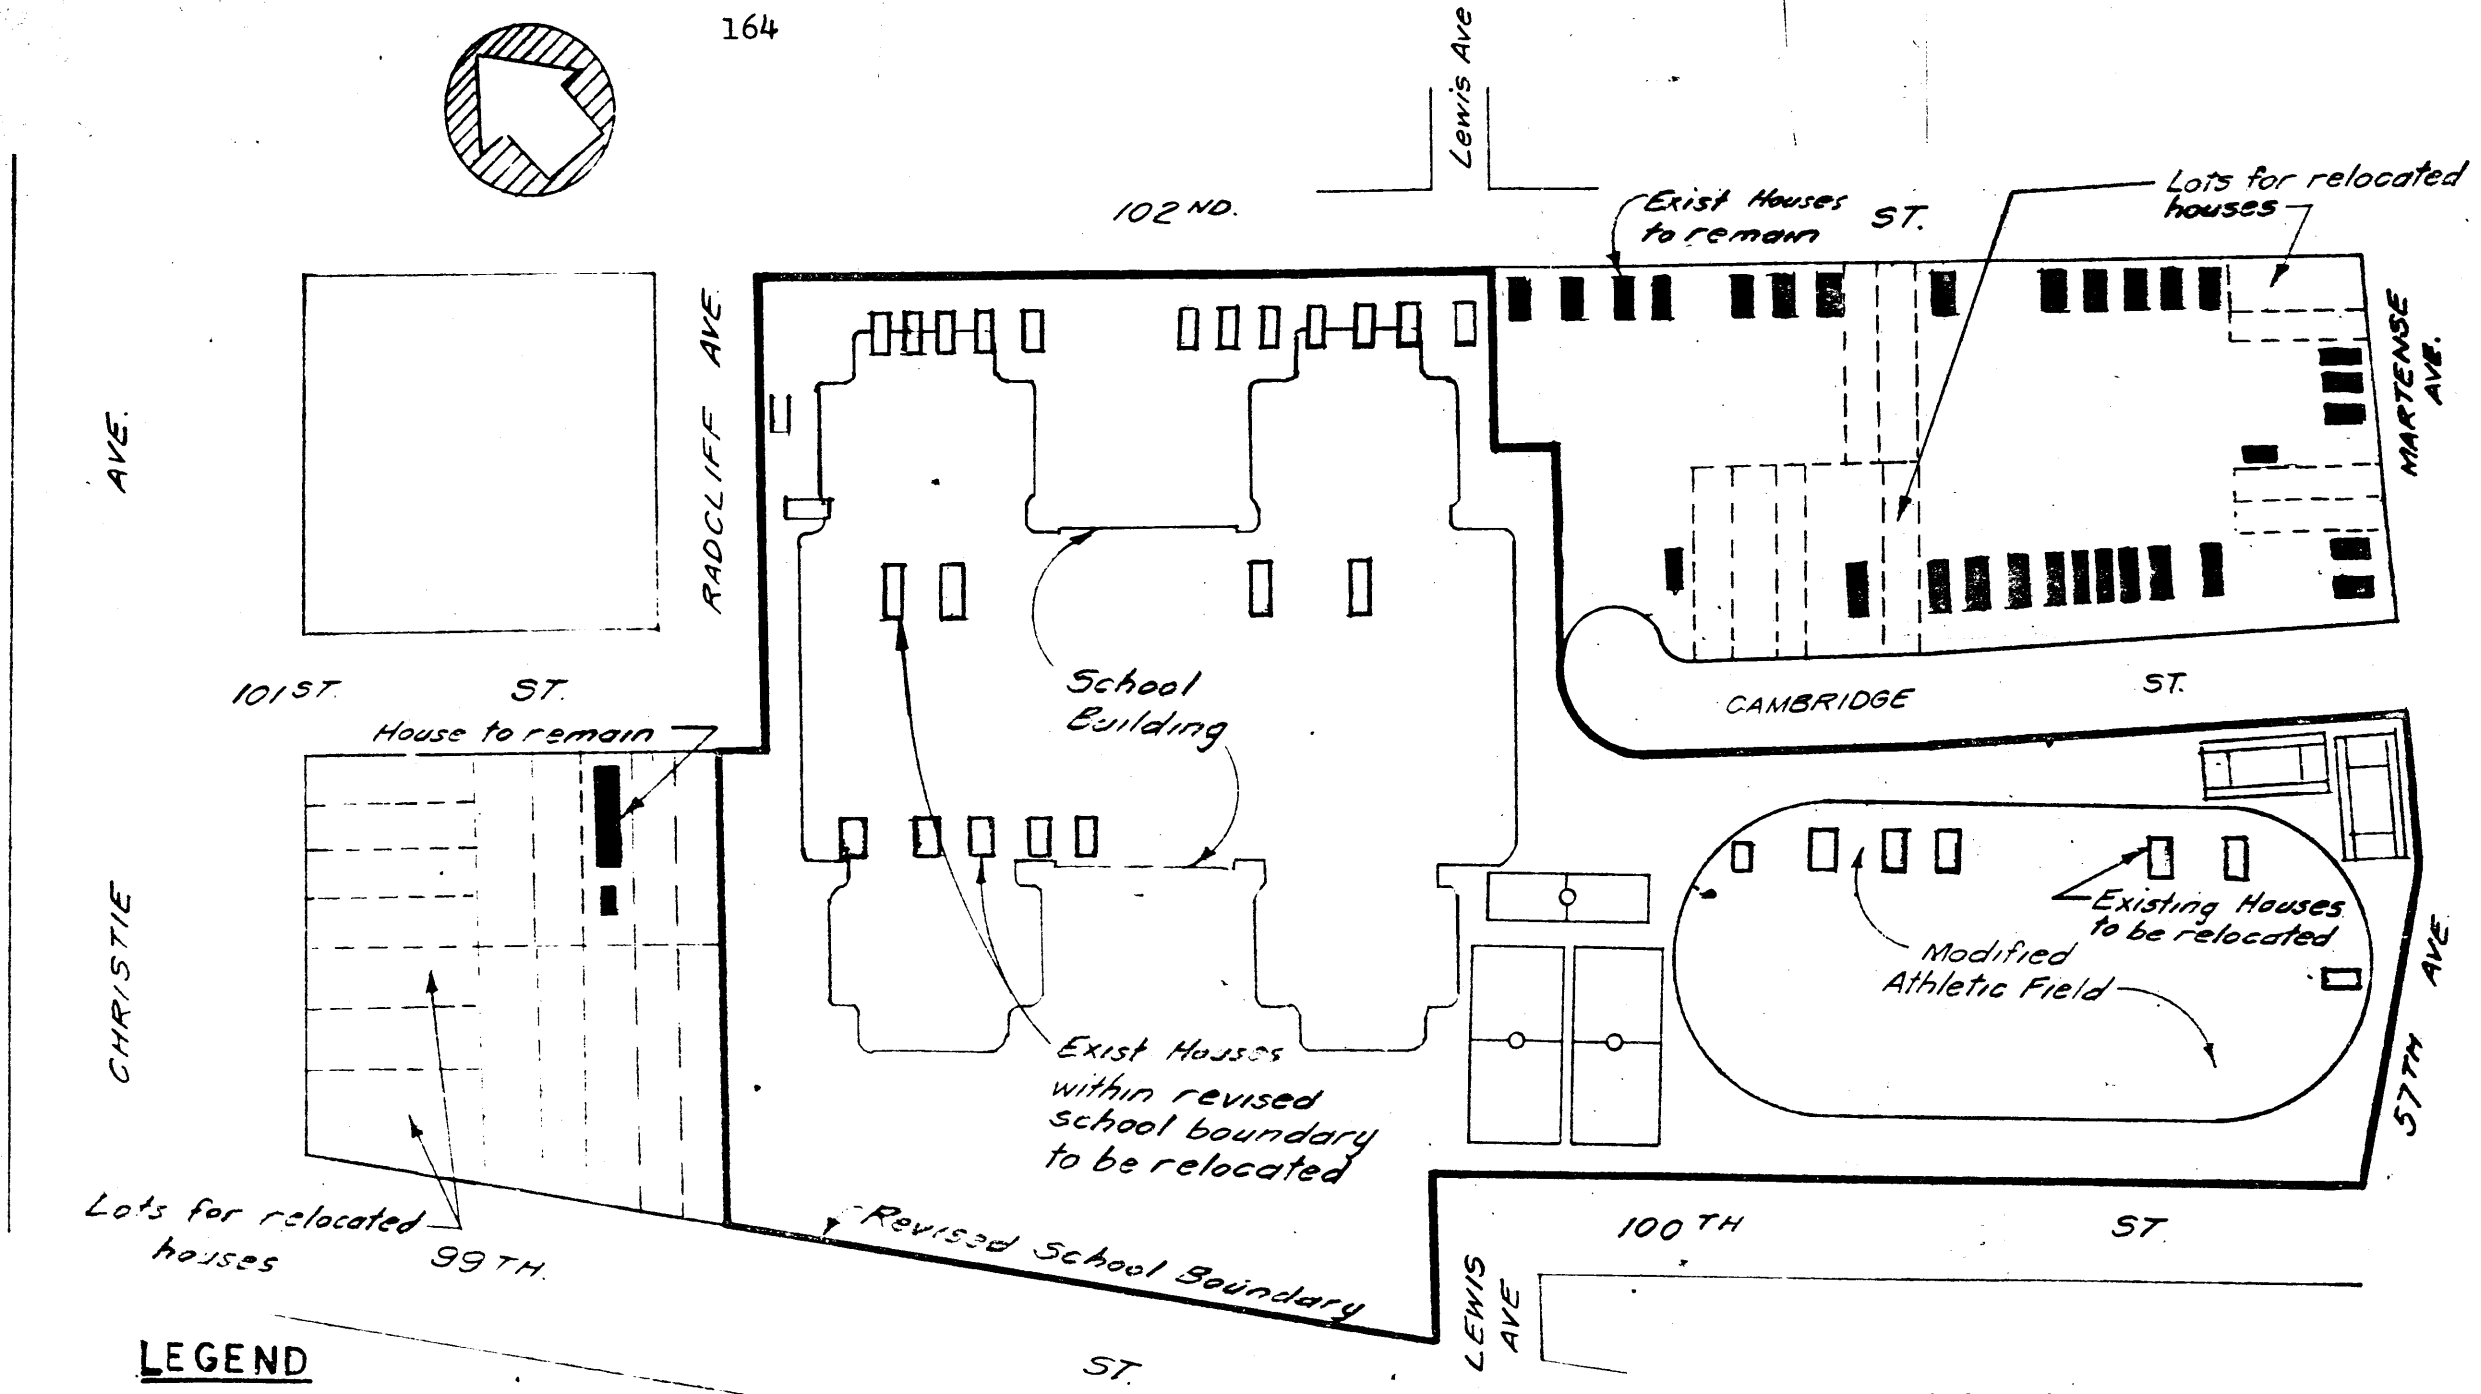 164
Lewis Ave
102 ND.
ST.
Exist Houses
to remain
Lots for relocated
houses
RADCLIFF AVE.
MARTENSE
AVE.
AVE.
CHRISTIE
101 ST.
ST.
House to remain
School
Building
CAMBRIDGE
ST.
Existing Houses
to be relocated
Modified
Athletic Field
57TH AVE
Exist Houses
within revised
school boundary
to be relocated
Lots for relocated
houses
99 TH.
ST.
Revised School Boundary
100 TH
ST
LEWIS
AVE
LEGEND